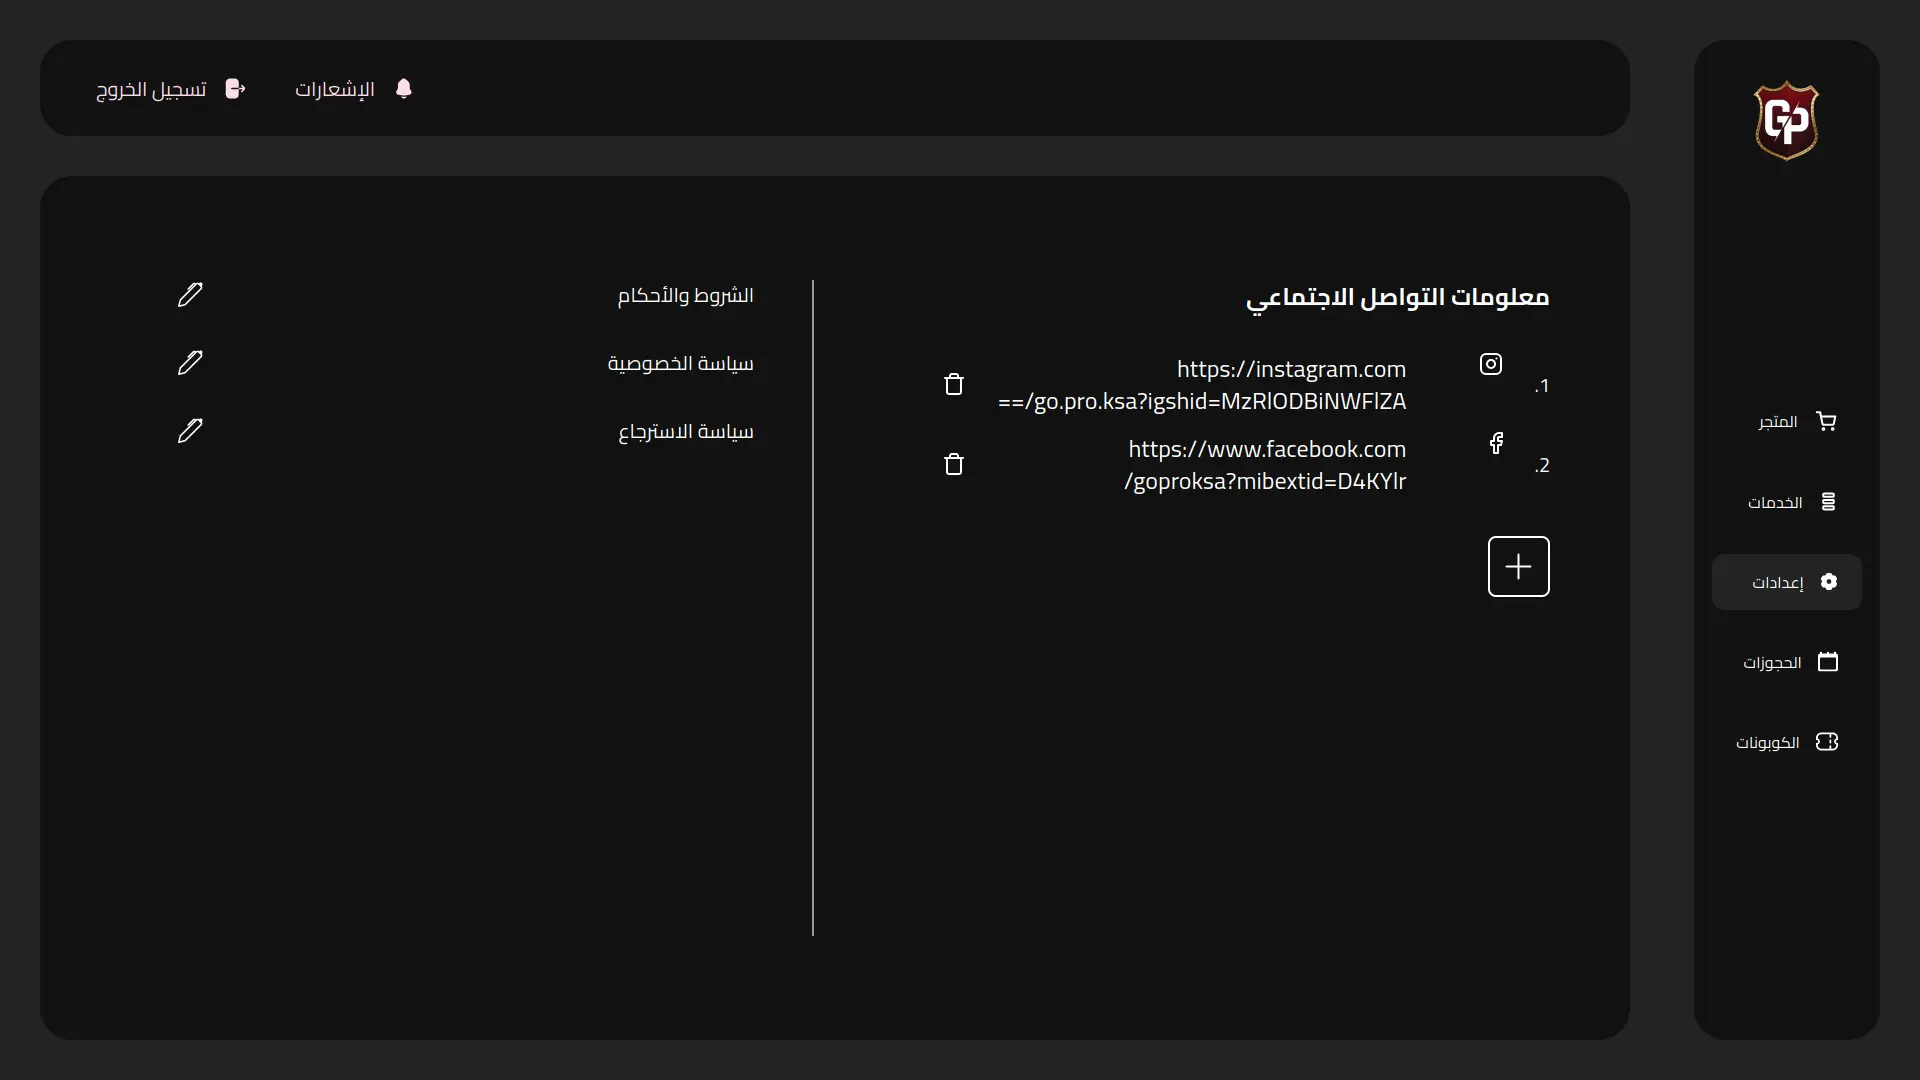 GP
المتجر
الخدمات
إعدادات
الحجوزات
الكوبونات
الإشعارات
تسجيل الخروج
معلومات التواصل الاجتماعي
1.
https://instagram.com
/go.pro.ksa?igshid=MzRlODBiNWFlZA==
2.
https://www.facebook.com
/goproksa?mibextid=D4KYlr
الشروط والأحكام
سياسة الخصوصية
سياسة الاسترجاع